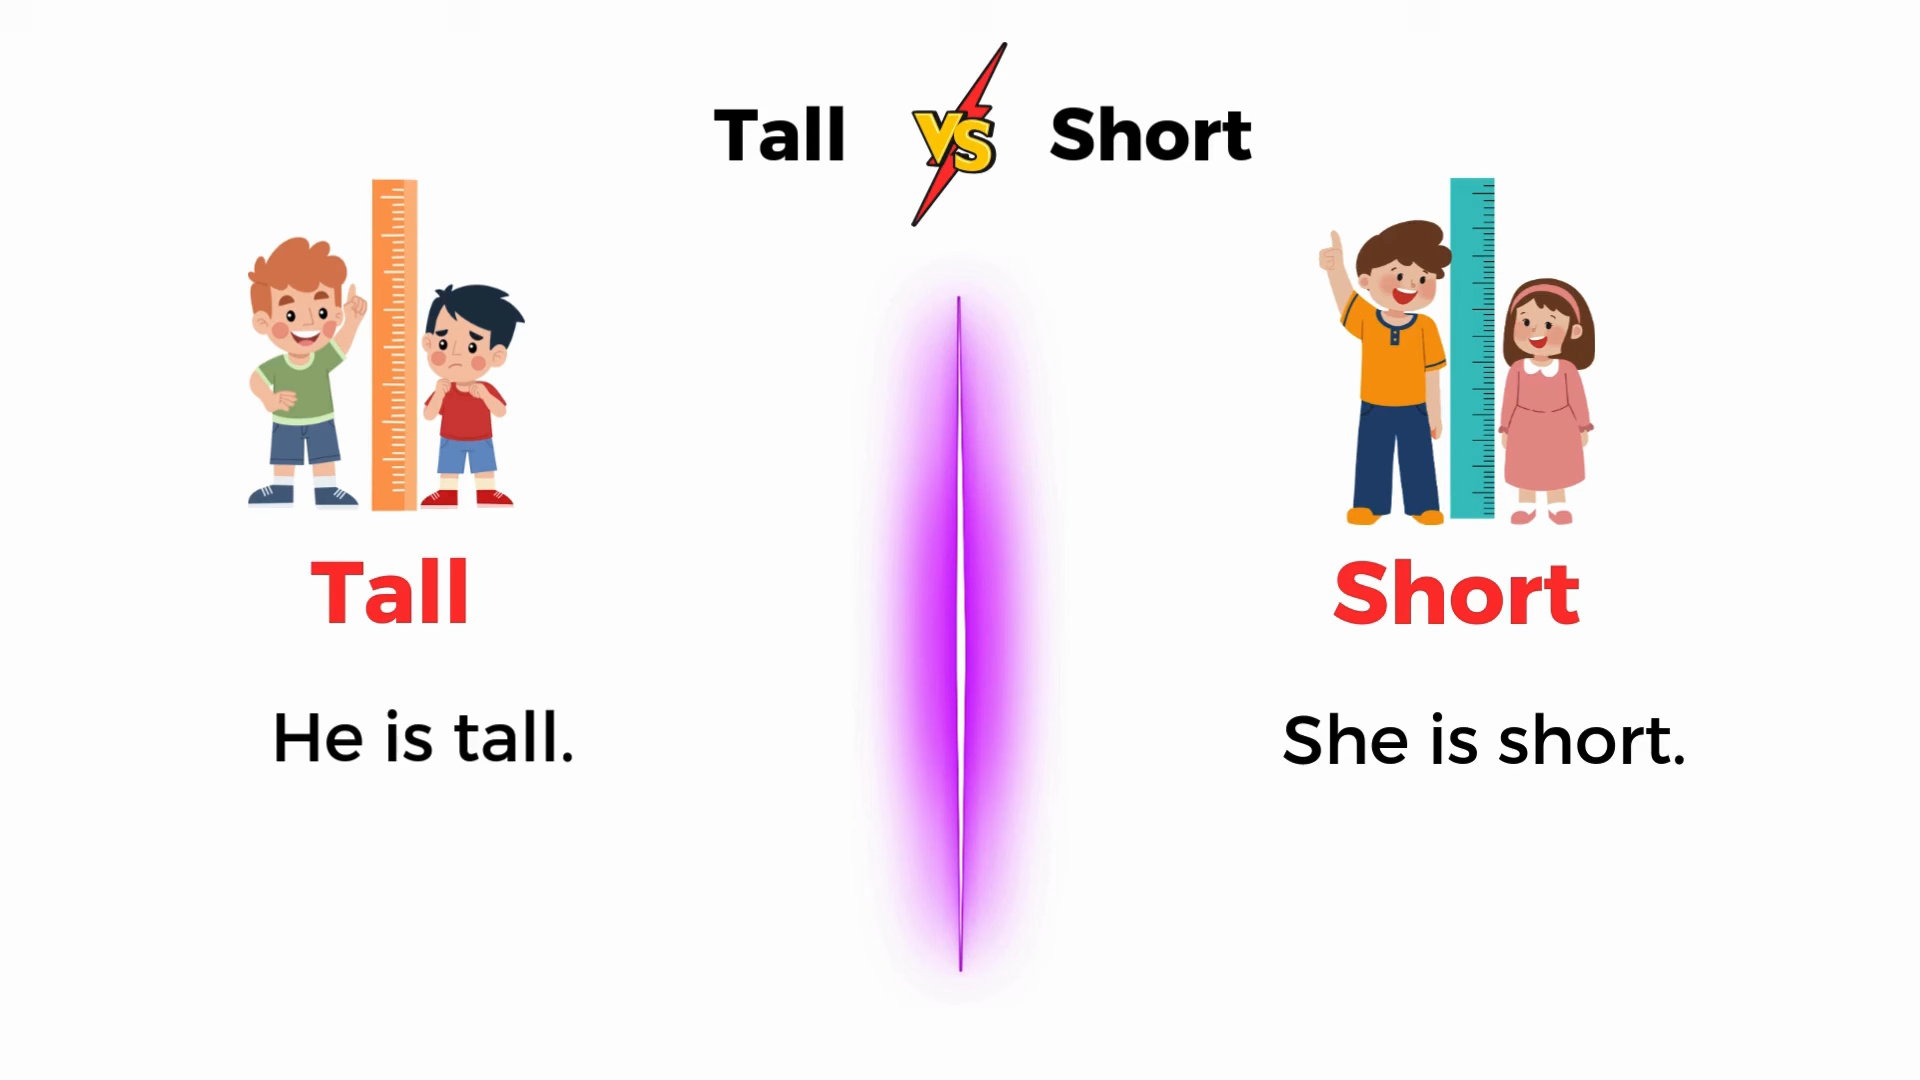 Tall VS Short
Tall
He is tall.
Short
She is short.